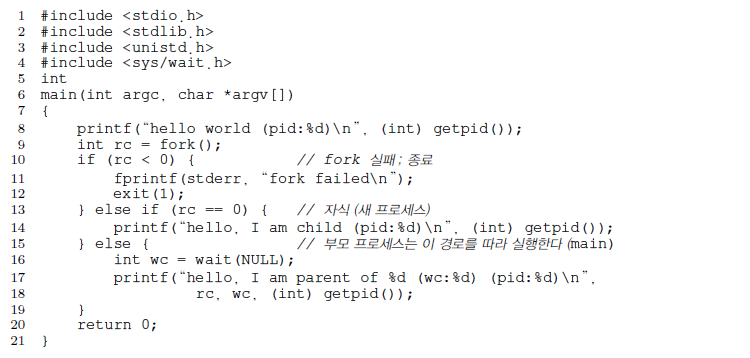 1 #include <stdio.h>
2 #include <stdlib.h>
3 #include <unistd.h>
4 #include <sys/wait.h>
5 int
6 main(int argc, char *argv[])
7 {
8 printf(“hello world (pid:%d)\n”, (int) getpid());
9 int rc = fork();
10 if (rc < 0) { // fork 실패; 종료
11 fprintf(stderr, “fork failed\n”);
12 exit(1);
13 } else if (rc == 0) { // 자식 (새 프로세스)
14 printf(“hello, I am child (pid:%d)\n”, (int) getpid());
15 } else { // 부모 프로세스는 이 경로를 따라 실행한다 (main)
16 int wc = wait(NULL);
17 printf(“hello, I am parent of %d (wc:%d) (pid:%d)\n”,
18 rc, wc, (int) getpid());
19 }
20 return 0;
21 }